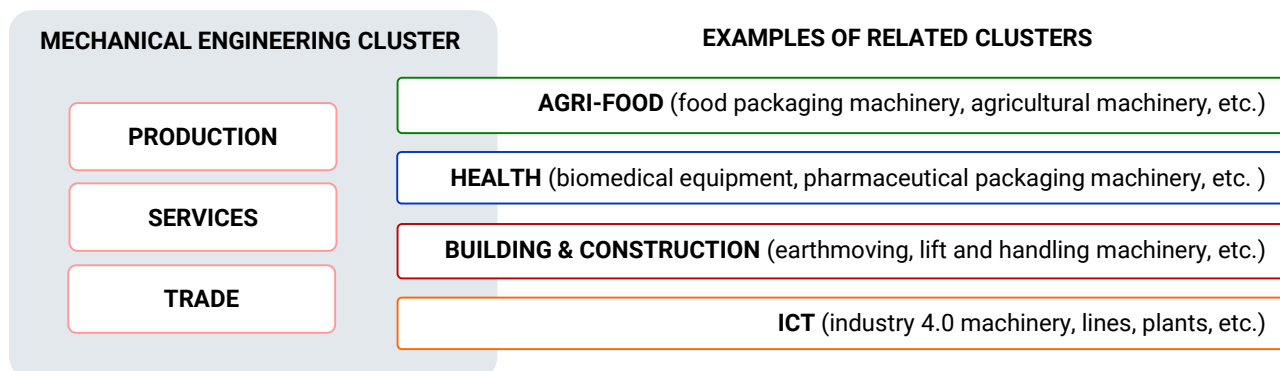 MECHANICAL ENGINEERING CLUSTER
PRODUCTION
SERVICES
TRADE
EXAMPLES OF RELATED CLUSTERS
AGRI-FOOD (food packaging machinery, agricultural machinery, etc.)
HEALTH (biomedical equipment, pharmaceutical packaging machinery, etc. )
BUILDING & CONSTRUCTION (earthmoving, lift and handling machinery, etc.)
ICT (industry 4.0 machinery, lines, plants, etc.)